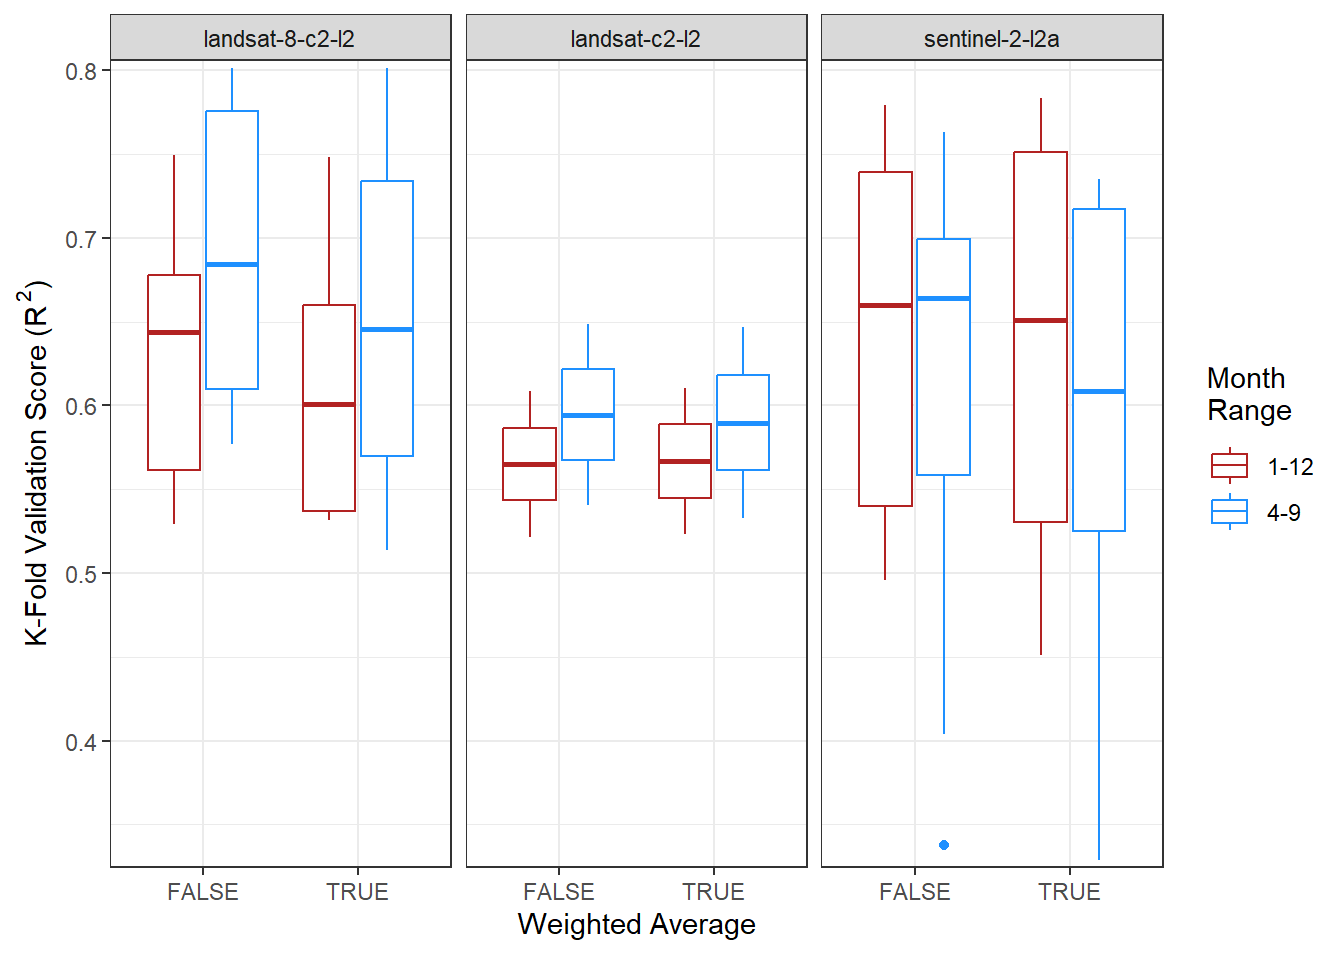 landsat-8-c2-l2
landsat-c2-l2
sentinel-2-l2a
0.8
0.7
0.6
0.5
0.4
K-Fold Validation Score (R²)
FALSE
TRUE
FALSE
TRUE
FALSE
TRUE
Weighted Average
Month
Range
1-12
4-9